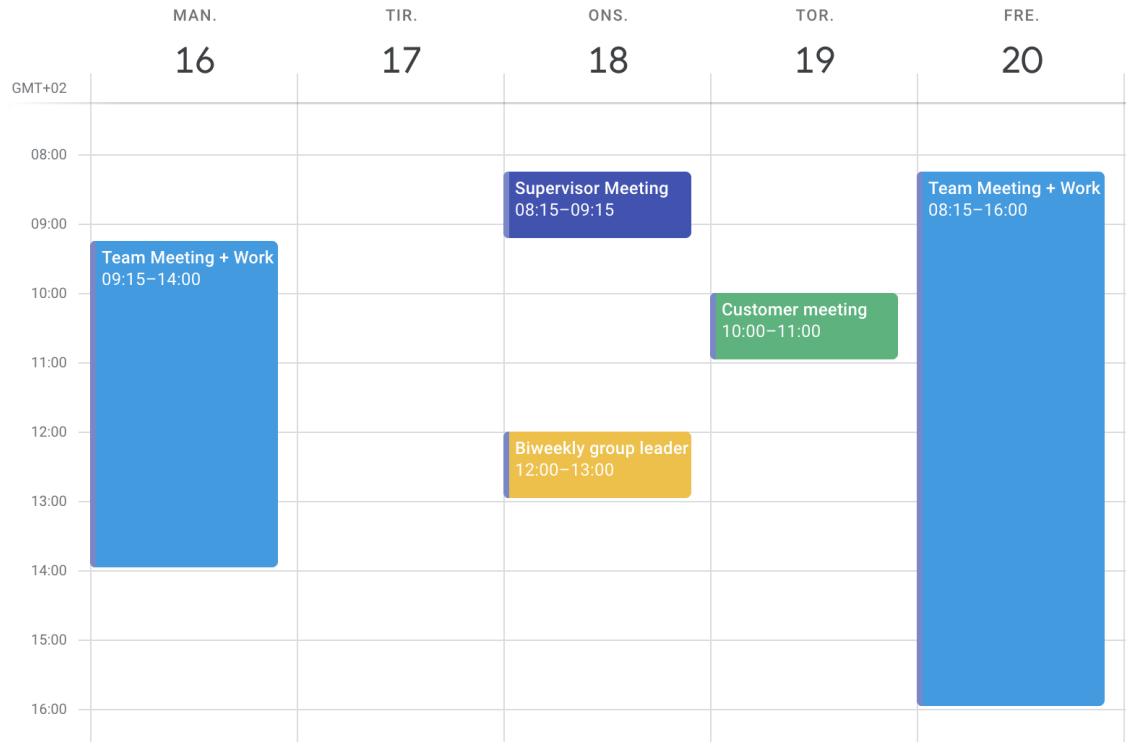 MAN. TIR. ONS. TOR. FRE.
16 17 18 19 20
GMT+02
08:00
Supervisor Meeting
08:15–09:15
Team Meeting + Work
08:15–16:00
09:00
Team Meeting + Work
09:15–14:00
10:00
Customer meeting
10:00–11:00
11:00
12:00
Biweekly group leader
12:00–13:00
13:00
14:00
15:00
16:00